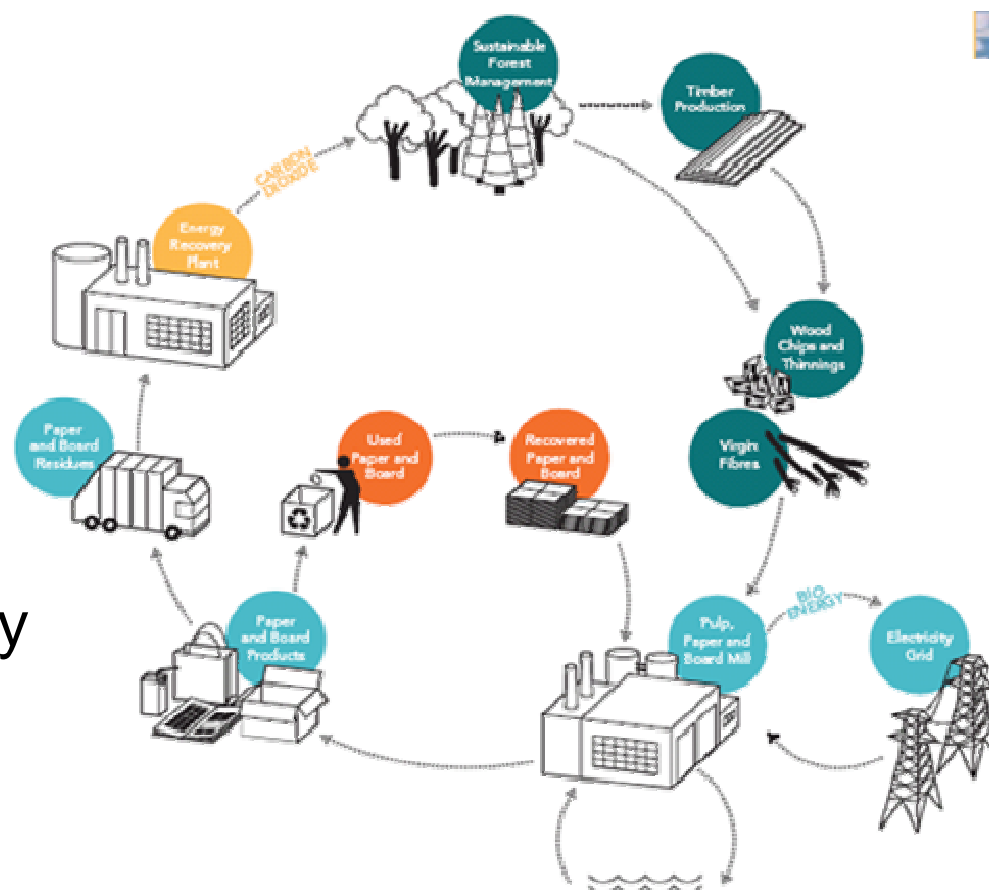 Sustainable
Forest
Management
Timber
Production
CARBON
DIOXIDE
Energy
Recovery
Plant
Wood
Chips and
Thinnings
Paper
and Board
Residues
Used
Paper and
Board
Recovered
Paper and
Board
Virgin
Fibres
BIO
ENERGY
Paper
and Board
Products
Pulp,
Paper and
Board Mill
Electricity
Grid
y